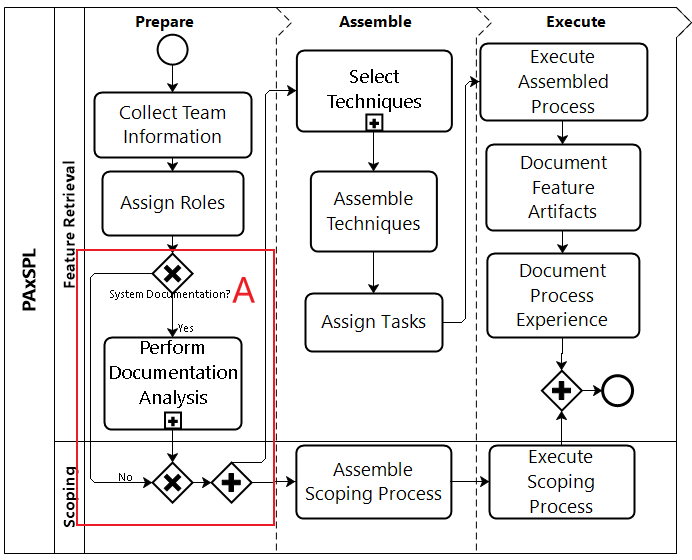 Prepare
Assemble
Execute
PAxSPL
Feature Retrieval
Scoping
Collect Team
Information
Assign Roles
System Documentation?
A
Yes
Perform
Documentation
Analysis
No
Select
Techniques
Assemble
Techniques
Assign Tasks
Assemble
Scoping Process
Execute
Assembled
Process
Document
Feature
Artifacts
Document
Process
Experience
Execute
Scoping
Process